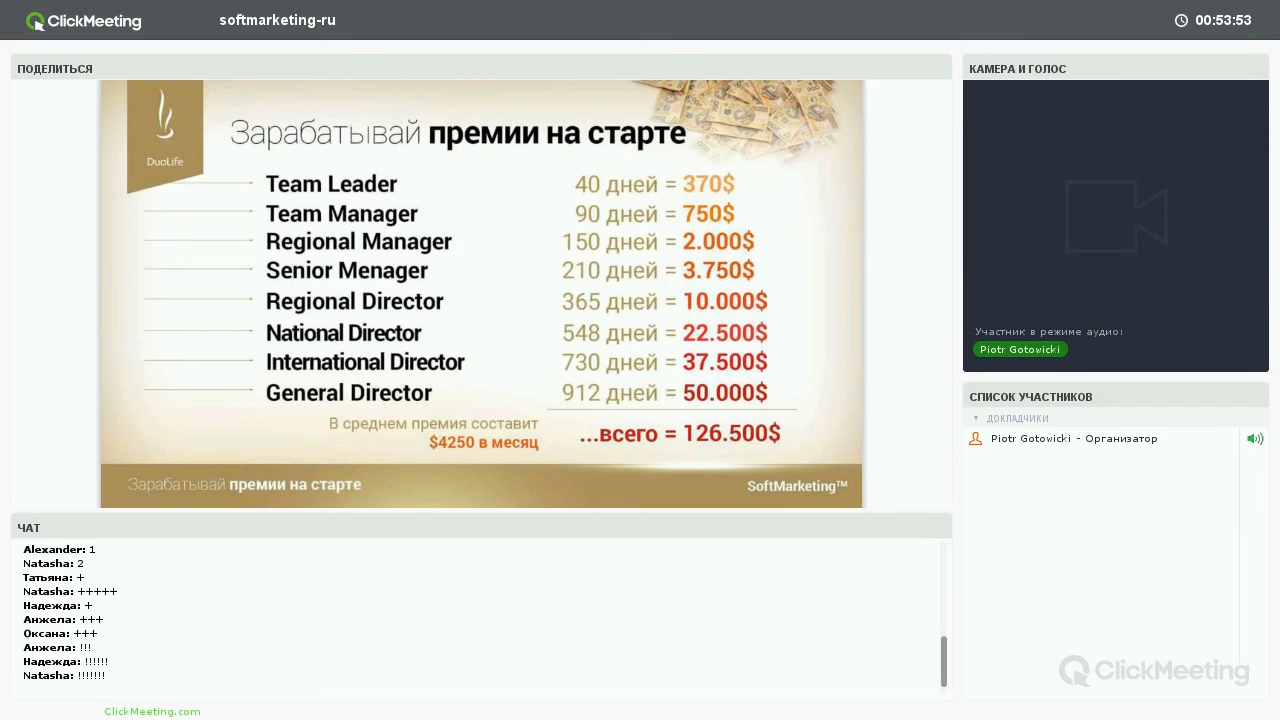 ClickMeeting
softmarketing-ru
00:53:53
ПОДЕЛИТЬСЯ
DuoLife
Зарабатывай премии на старте
Team Leader 40 дней = 370$
Team Manager 90 дней = 750$
Regional Manager 150 дней = 2.000$
Senior Menager 210 дней = 3.750$
Regional Director 365 дней = 10.000$
National Director 548 дней = 22.500$
International Director 730 дней = 37.500$
General Director 912 дней = 50.000$
В среднем премия составит
$4250 в месяц
...всего = 126.500$
Зарабатывай премии на старте
SoftMarketing™
КАМЕРА И ГОЛОС
Участник в режиме аудио:
Piotr Gotowicki
СПИСОК УЧАСТНИКОВ
ДОКЛАДЧИКИ
Piotr Gotowicki - Организатор
ClickMeeting
ЧАТ
Alexander: 1
Natasha: 2
Татьяна: +
Natasha: +++++
Надежда: +
Анжела: +++
Оксана: +++
Анжела: !!!
Надежда: !!!!!!
Natasha: !!!!!!!
ClickMeeting.com